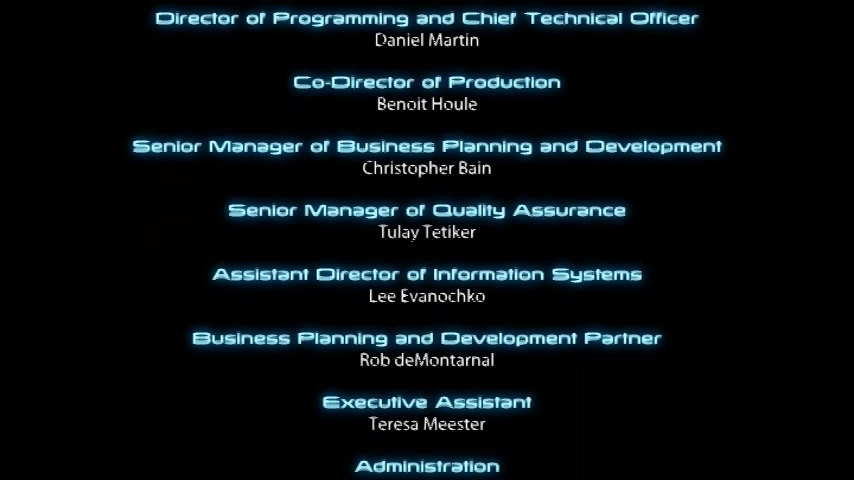 Director of Programming and Chief Technical Officer
Daniel Martin
Co-Director of Production
Benoit Houle
Senior Manager of Business Planning and Development
Christopher Bain
Senior Manager of Quality Assurance
Tulay Tetiker
Assistant Director of Information Systems
Lee Evanochko
Business Planning and Development Partner
Rob deMontarnal
Executive Assistant
Teresa Meester
Administration